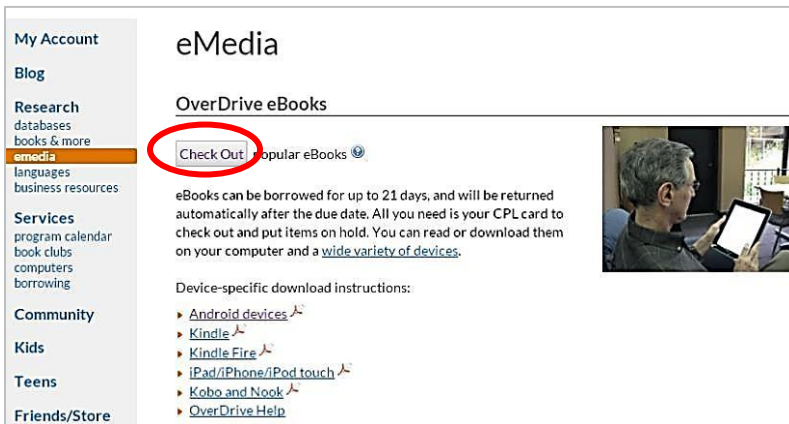 My Account
Blog
Research
databases
books & more
emedia
languages
business resources
Services
program calendar
book clubs
computers
borrowing
Community
Kids
Teens
Friends/Store
eMedia
OverDrive eBooks
Check Out popular eBooks
eBooks can be borrowed for up to 21 days, and will be returned
automatically after the due date. All you need is your CPL card to
check out and put items on hold. You can read or download them
on your computer and a wide variety of devices.
Device-specific download instructions:
Android devices
Kindle
Kindle Fire
iPad/iPhone/iPod touch
Kobo and Nook
OverDrive Help